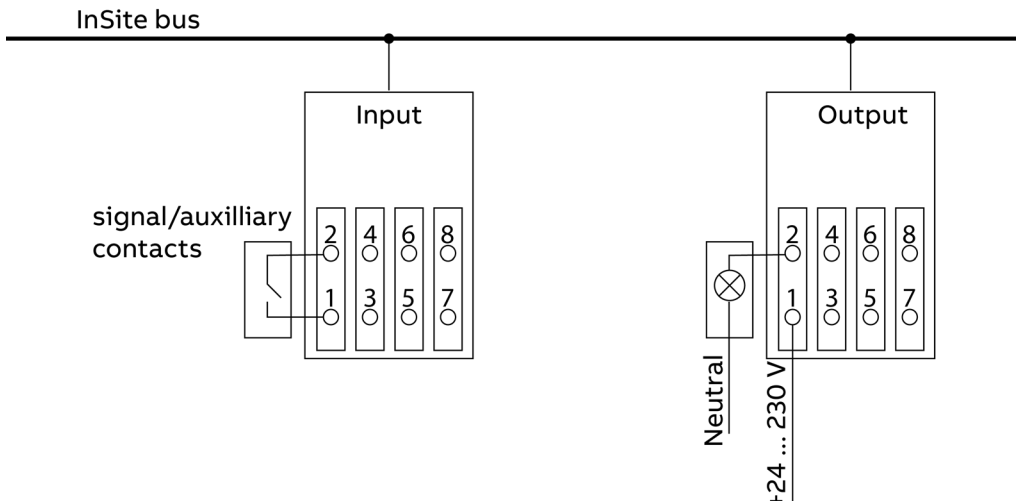 InSite bus
Input
Output
signal/auxilliary
contacts
2 4 6 8
1 3 5 7
2 4 6 8
1 3 5 7
Neutral
+24 ... 230 V